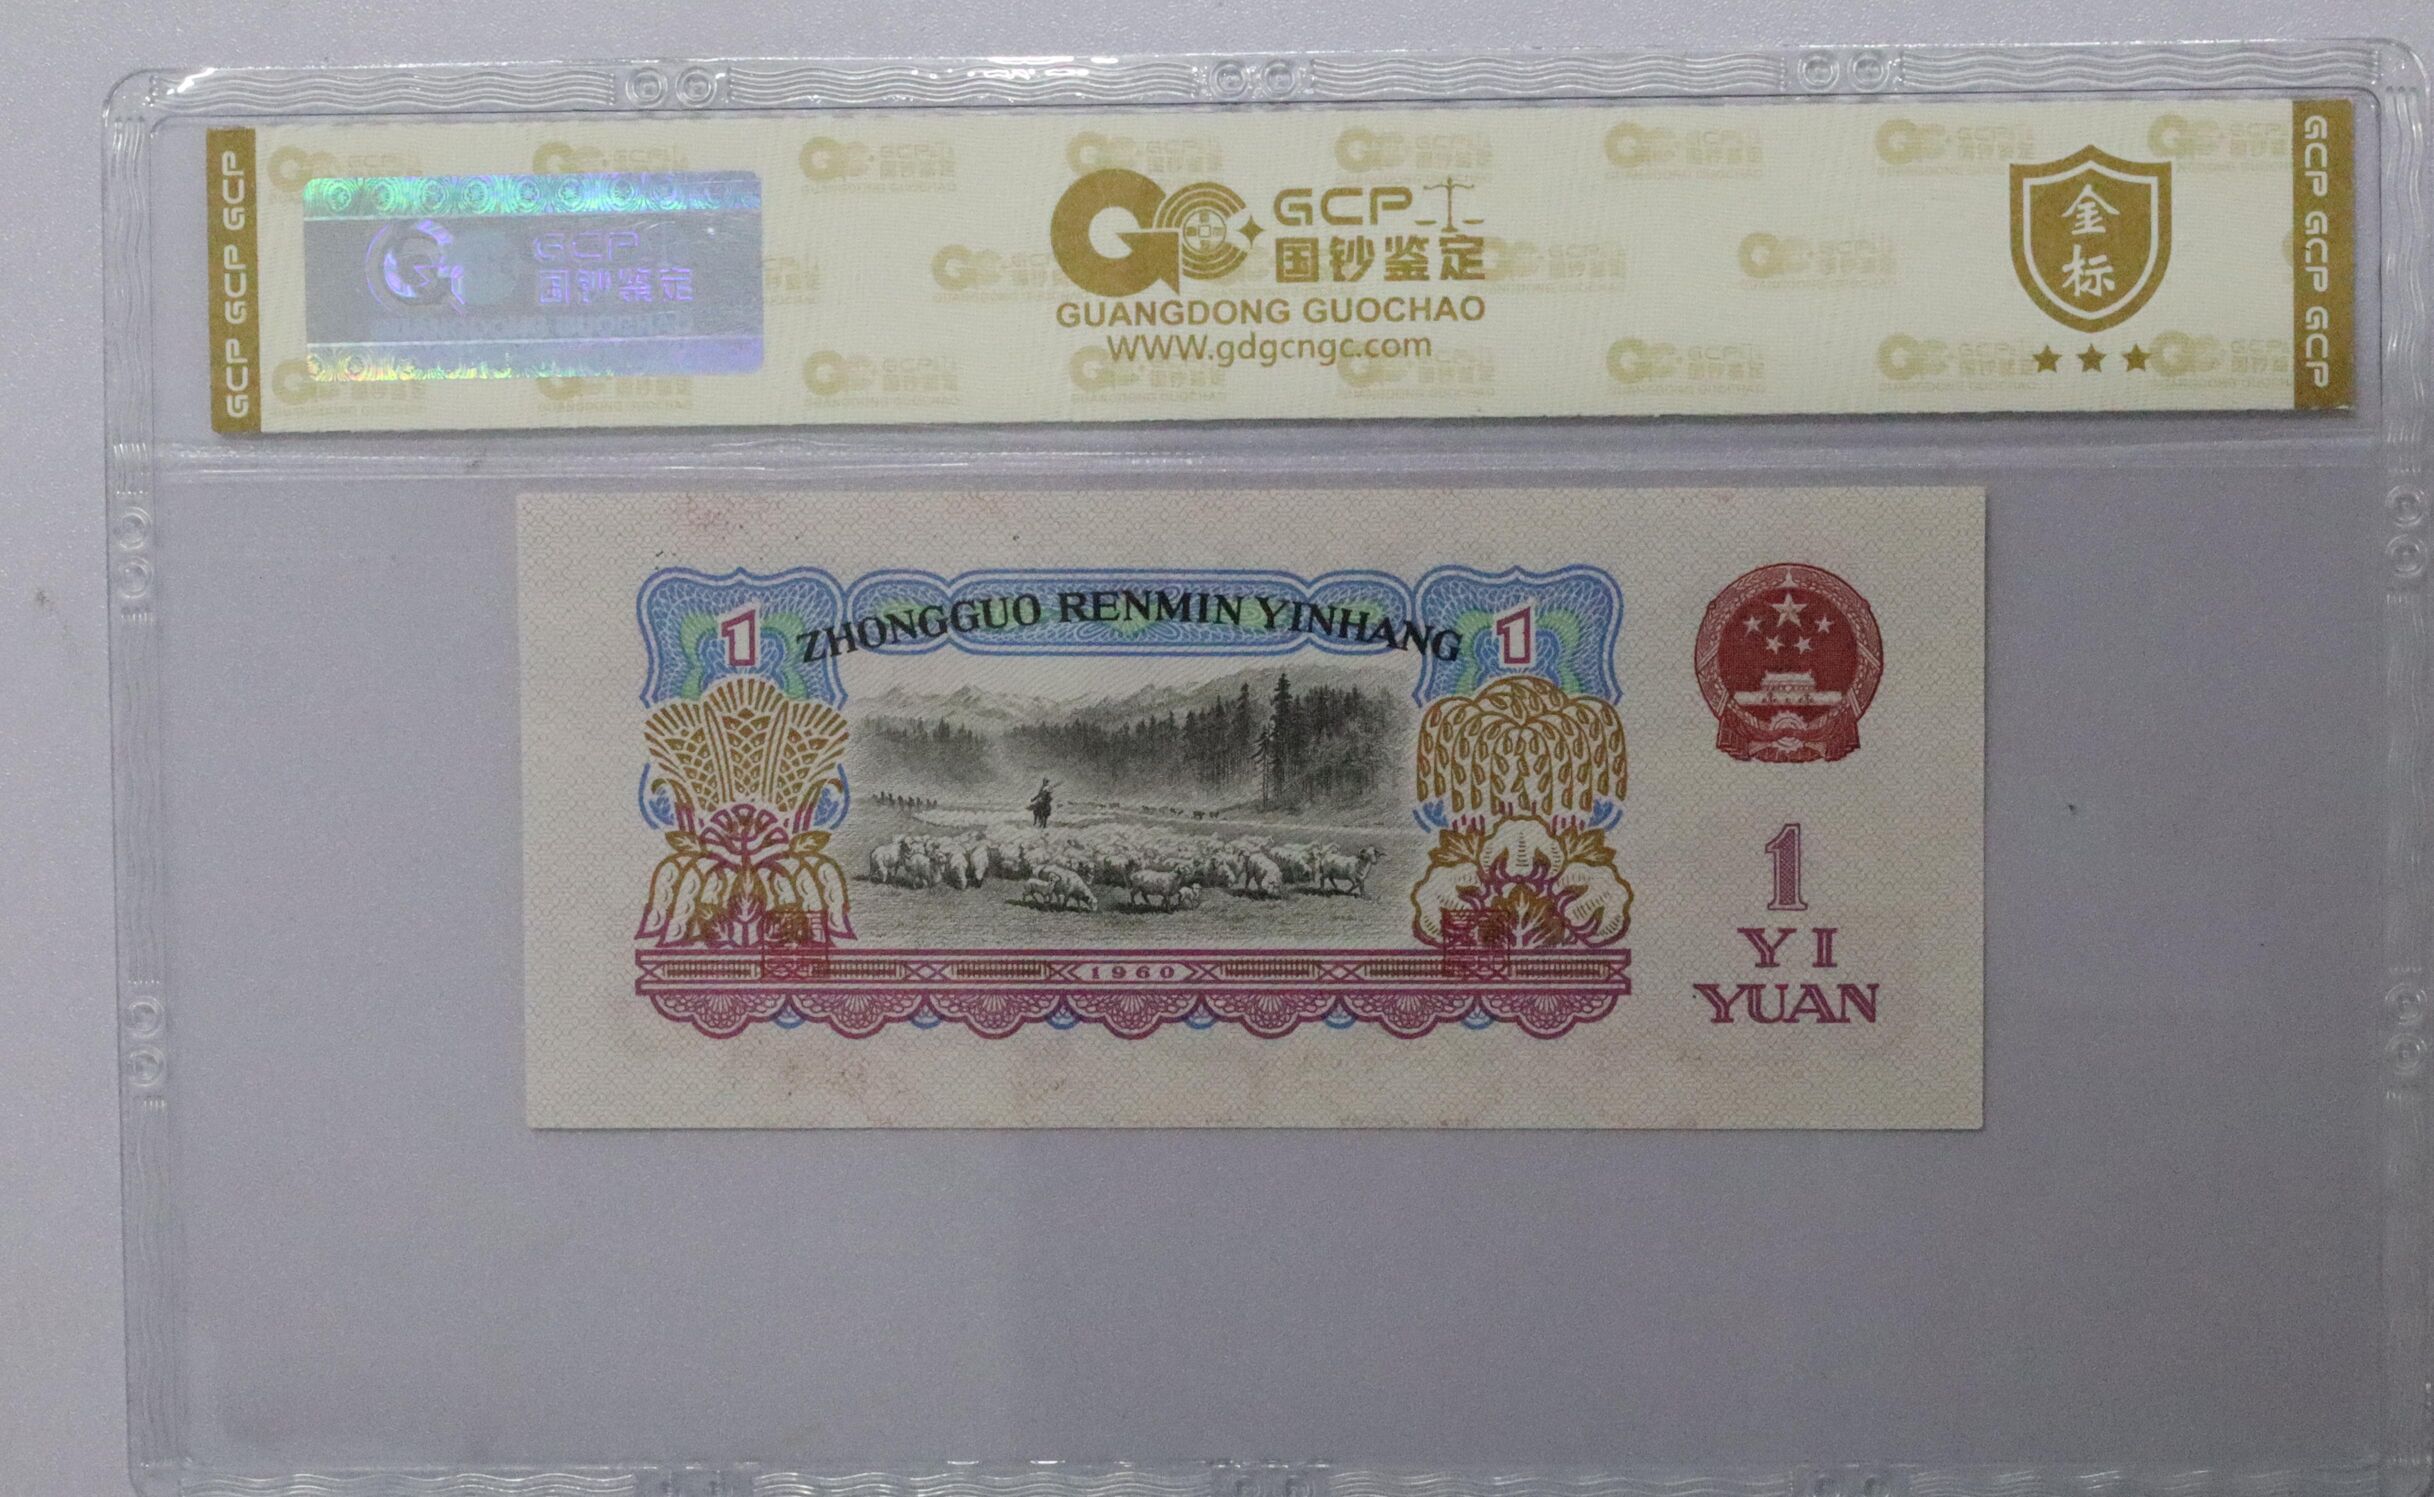 GCP GCP GCP
GCP
国钞鉴定
GUANGDONG GUOCHAO
GCP
国钞鉴定
GUANGDONG GUOCHAO
www.gdgcngc.com
金标
GCP GCP GCP
1
ZHONGGUO RENMIN YINHANG
1
1960
1
YI
YUAN